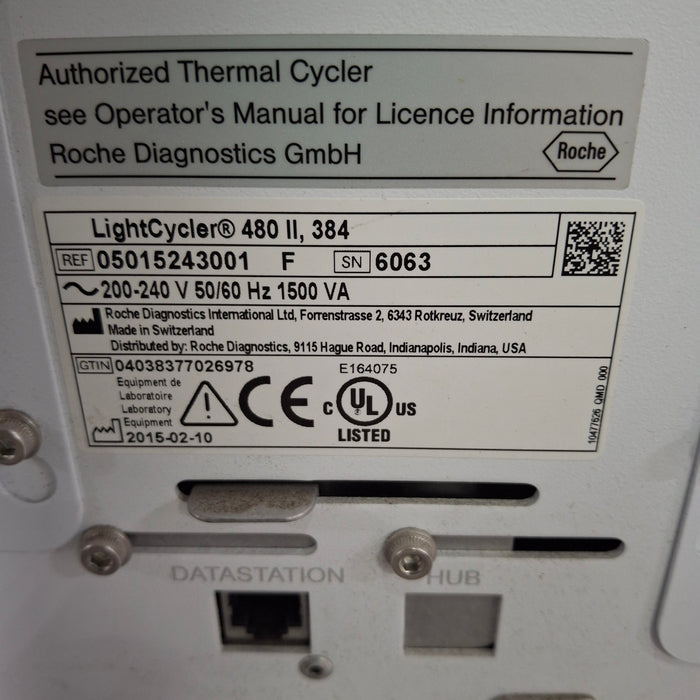 Authorized Thermal Cycler
see Operator's Manual for Licence Information
Roche Diagnostics GmbH
Roche
LightCycler® 480 II, 384
REF 05015243001 F SN 6063
200-240 V 50/60 Hz 1500 VA
Roche Diagnostics International Ltd, Forrenstrasse 2, 6343 Rotkreuz, Switzerland
Made in Switzerland
Distributed by: Roche Diagnostics, 9115 Hague Road, Indianapolis, Indiana, USA
GTIN 04038377026978
Equipment de
Laboratoire
Laboratory
Equipment
2015-02-10
CE
E164075
C UL US
LISTED
10477626 QMD 000
DATASTATION
HUB